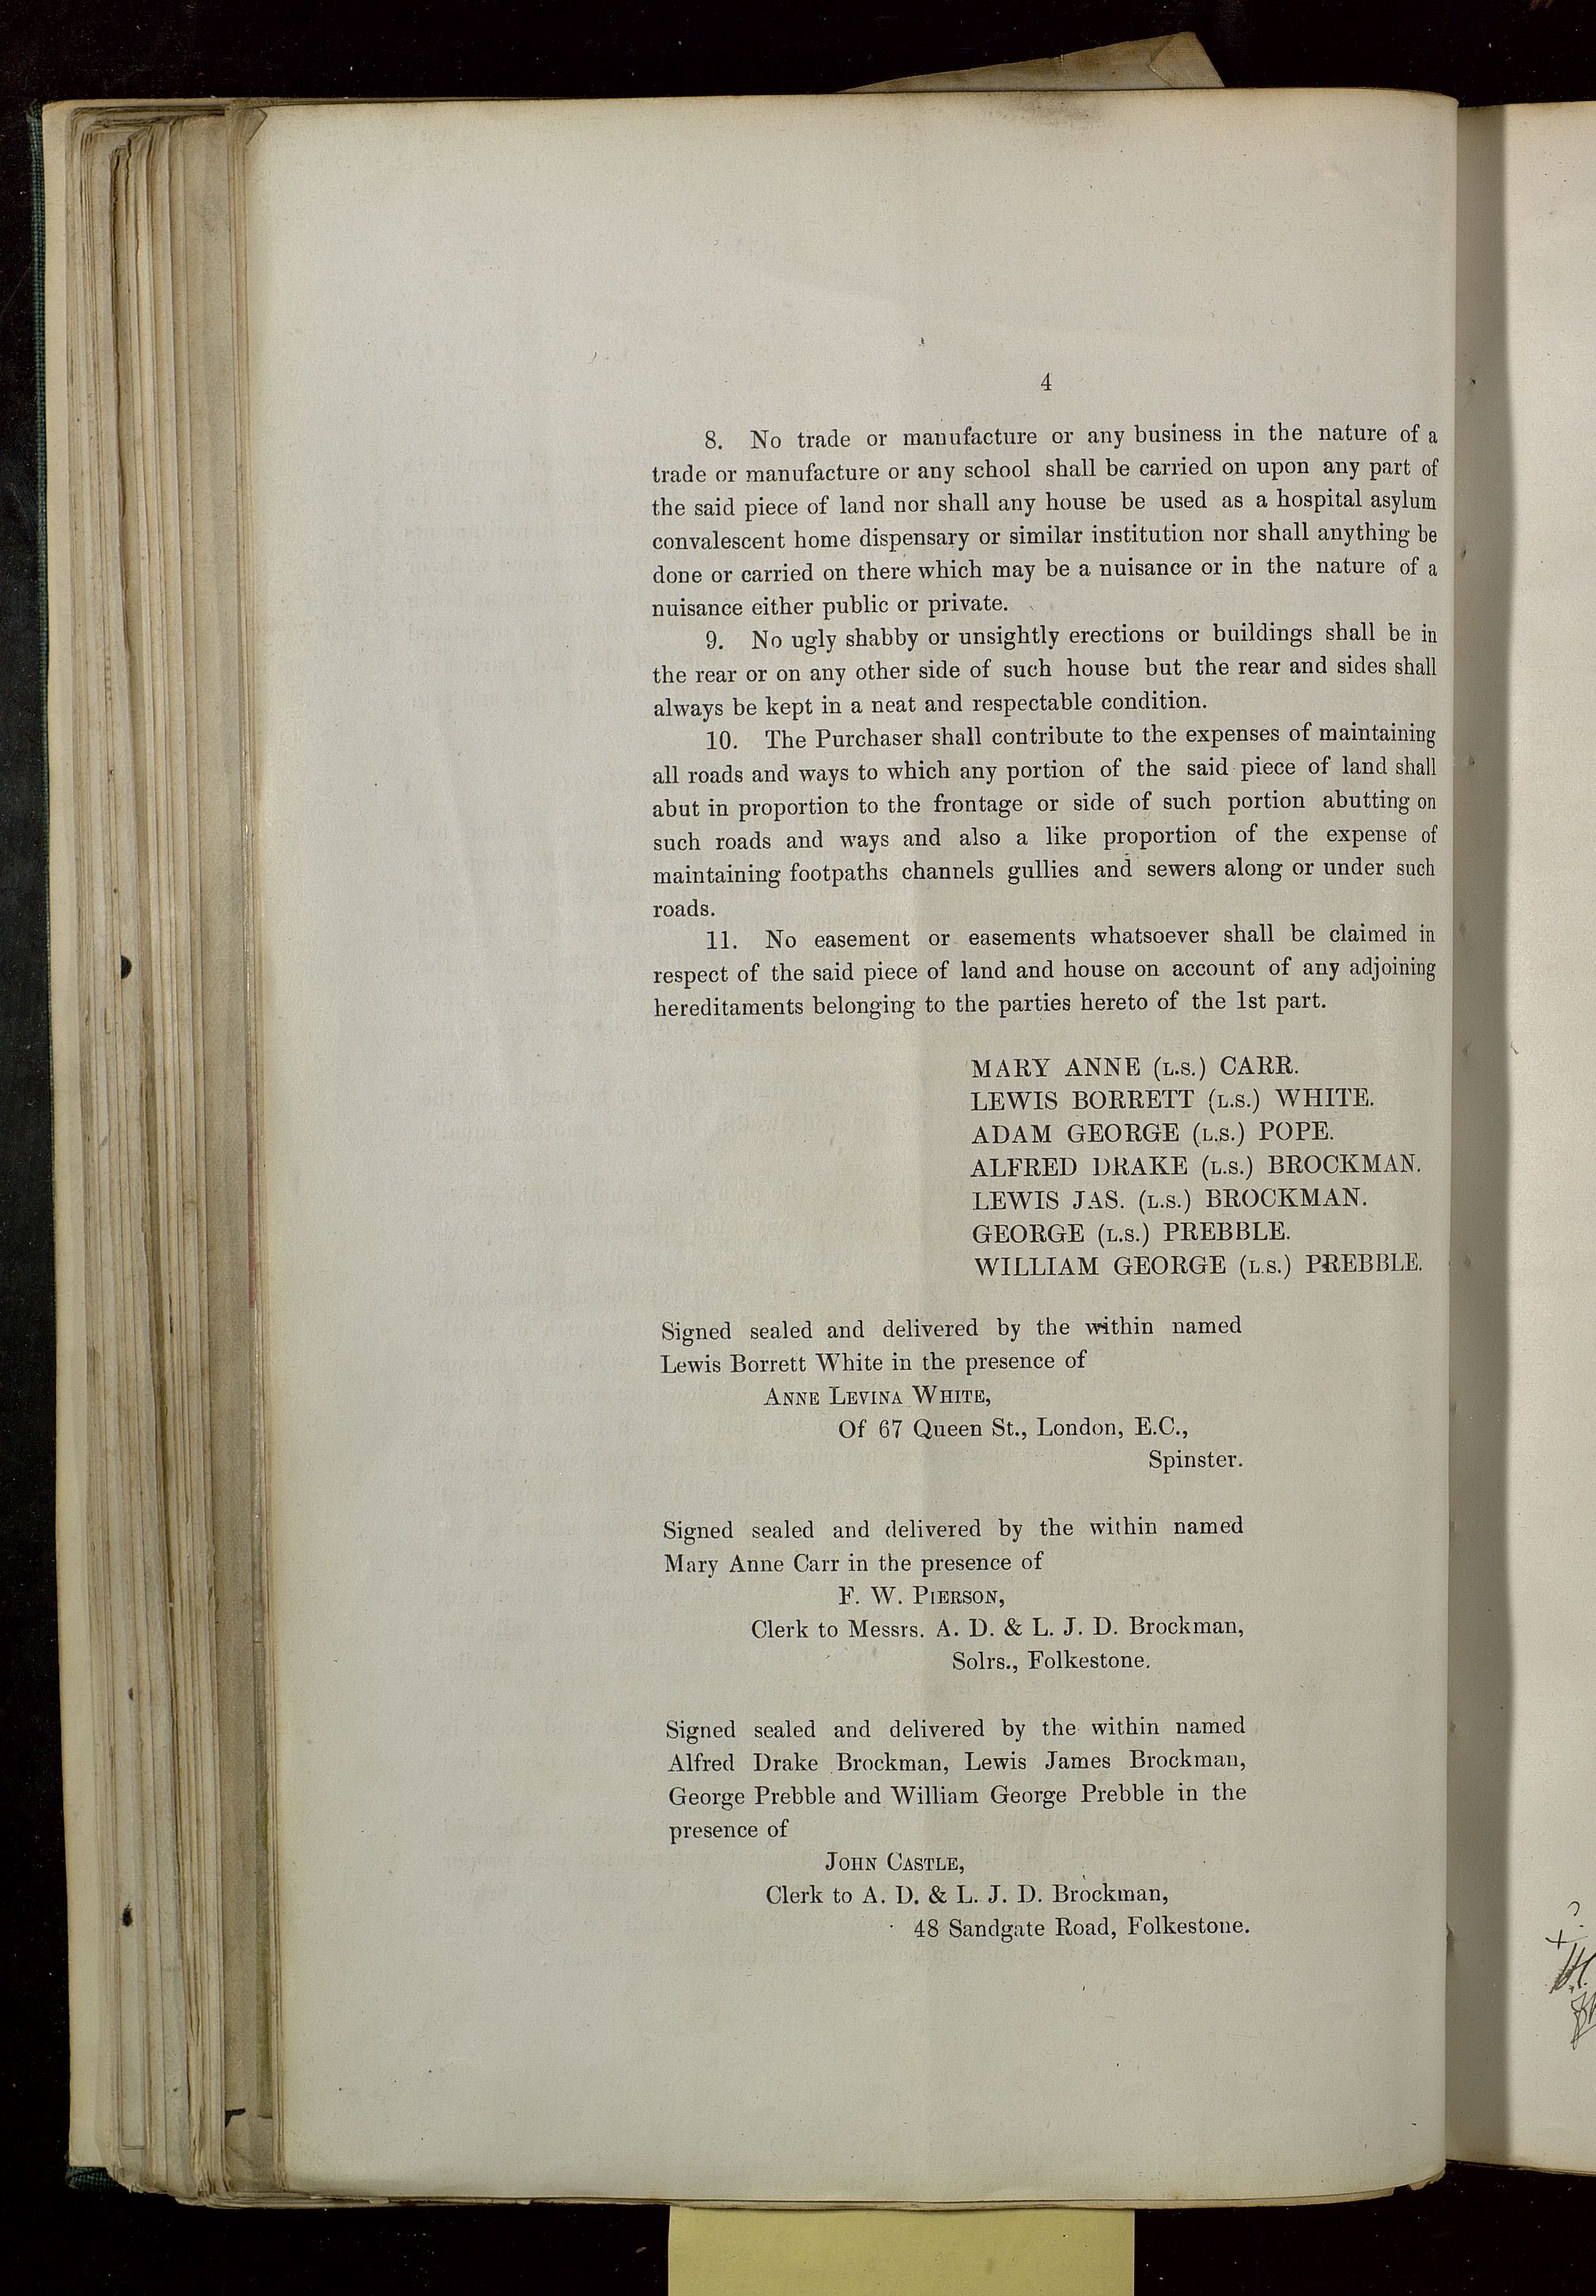 4
8. No trade or manufacture or any business in the nature of a
trade or manufacture or any school shall be carried on upon any part of
the said piece of land nor shall any house be used as a hospital asylum
convalescent home dispensary or similar institution nor shall anything be
done or carried on there which may be a nuisance or in the nature of a
nuisance either public or private.
9. No ugly shabby or unsightly erections or buildings shall be in
the rear or on any other side of such house but the rear and sides shall
always be kept in a neat and respectable condition.
10. The Purchaser shall contribute to the expenses of maintaining
all roads and ways to which any portion of the said piece of land shall
abut in proportion to the frontage or side of such portion abutting on
such roads and ways and also a like proportion of the expense of
maintaining footpaths channels gullies and sewers along or under such
roads.
11. No easement or easements whatsoever shall be claimed in
respect of the said piece of land and house on account of any adjoining
hereditaments belonging to the parties hereto of the 1st part.
MARY ANNE (L.S.) CARR.
LEWIS BORRETT (L.S.) WHITE.
ADAM GEORGE (L.S.) POPE.
ALFRED DRAKE (L.S.) BROCKMAN.
LEWIS JAS. (L.S.) BROCKMAN.
GEORGE (L.S.) PREBBLE.
WILLIAM GEORGE (L.S.) PREBBLE.
Signed sealed and delivered by the within named
Lewis Borrett White in the presence of
ANNE LEVINA WHITE,
Of 67 Queen St., London, E.C.,
Spinster.
Signed sealed and delivered by the within named
Mary Anne Carr in the presence of
F. W. PIERSON,
Clerk to Messrs. A. D. & L. J. D. Brockman,
Solrs., Folkestone.
Signed sealed and delivered by the within named
Alfred Drake Brockman, Lewis James Brockman,
George Prebble and William George Prebble in the
presence of
JOHN CASTLE,
Clerk to A. D. & L. J. D. Brockman,
48 Sandgate Road, Folkestone.